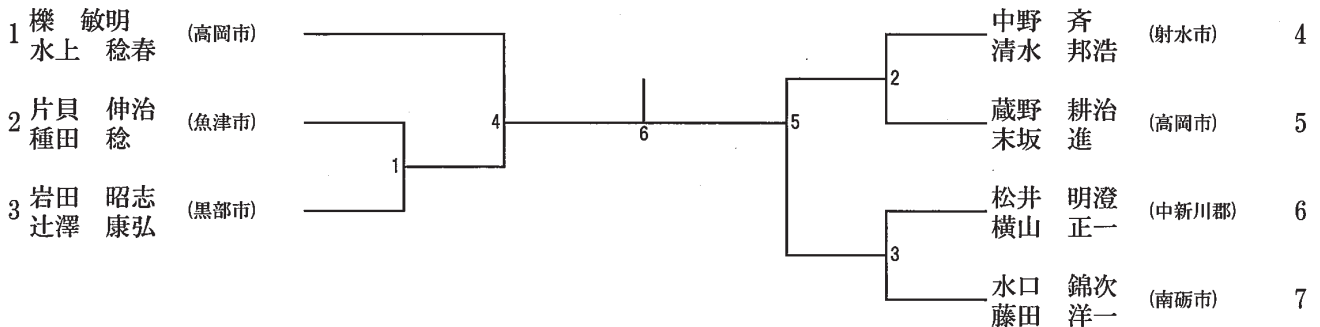 1 櫟 敏明
水上 稔春
(高岡市)
2 片貝 伸治
種田 稔
(魚津市)
3 岩田 昭志
辻澤 康弘
(黒部市)
1
4
6
5
2
3
中野 斉
清水 邦浩
(射水市) 4
蔵野 耕治
末坂 進
(高岡市) 5
松井 明澄
横山 正一
(中新川郡) 6
水口 錦次
藤田 洋一
(南砺市) 7